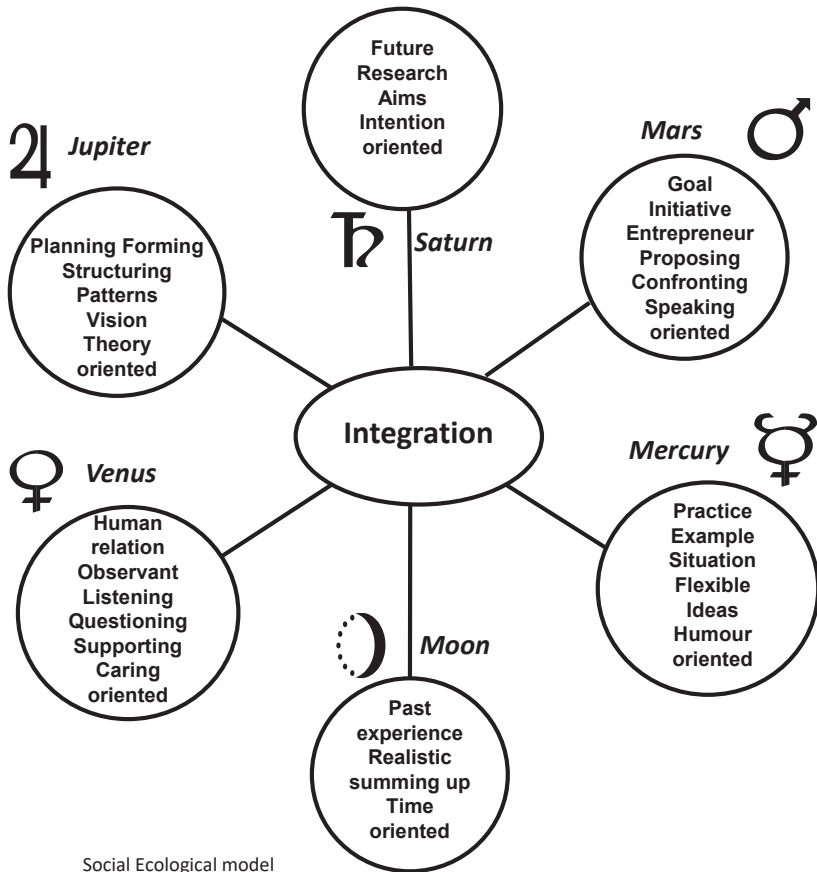 Future
Research
Aims
Intention
oriented
Saturn
Jupiter
Planning Forming
Structuring
Patterns
Vision
Theory
oriented
Mars
Goal
Initiative
Entrepreneur
Proposing
Confronting
Speaking
oriented
Integration
Venus
Human
relation
Observant
Listening
Questioning
Supporting
Caring
oriented
Mercury
Practice
Example
Situation
Flexible
Ideas
Humour
oriented
Moon
Past
experience
Realistic
summing up
Time
oriented
Social Ecological model